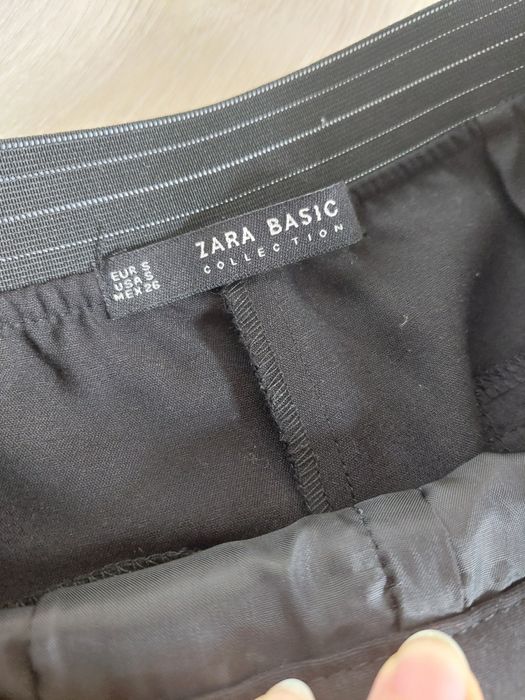 ZARA BASIC
COLLECTION
EUR S
USA S
MEX 26